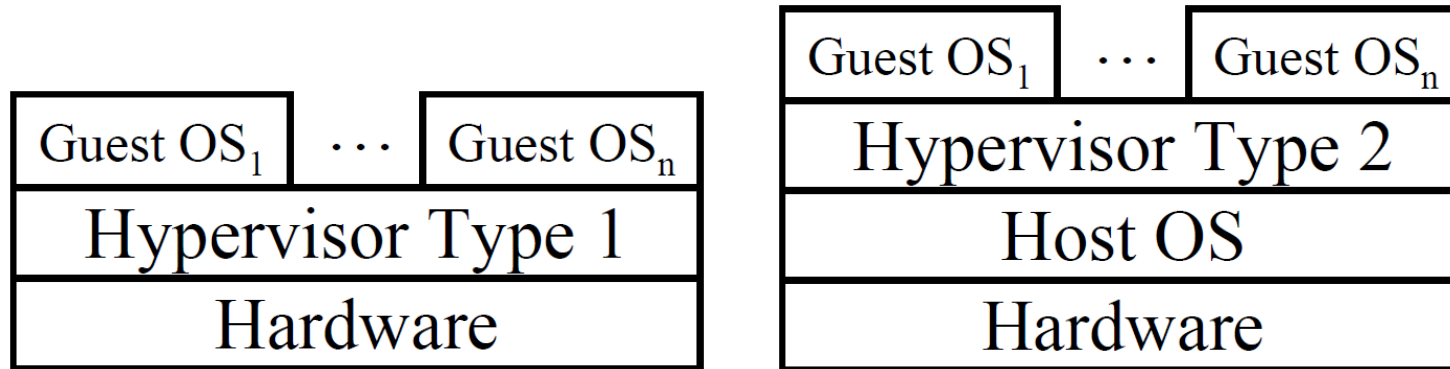 Guest OS1 ... Guest OSn
Hypervisor Type 1
Hardware
Guest OS1 ... Guest OSn
Hypervisor Type 2
Host OS
Hardware